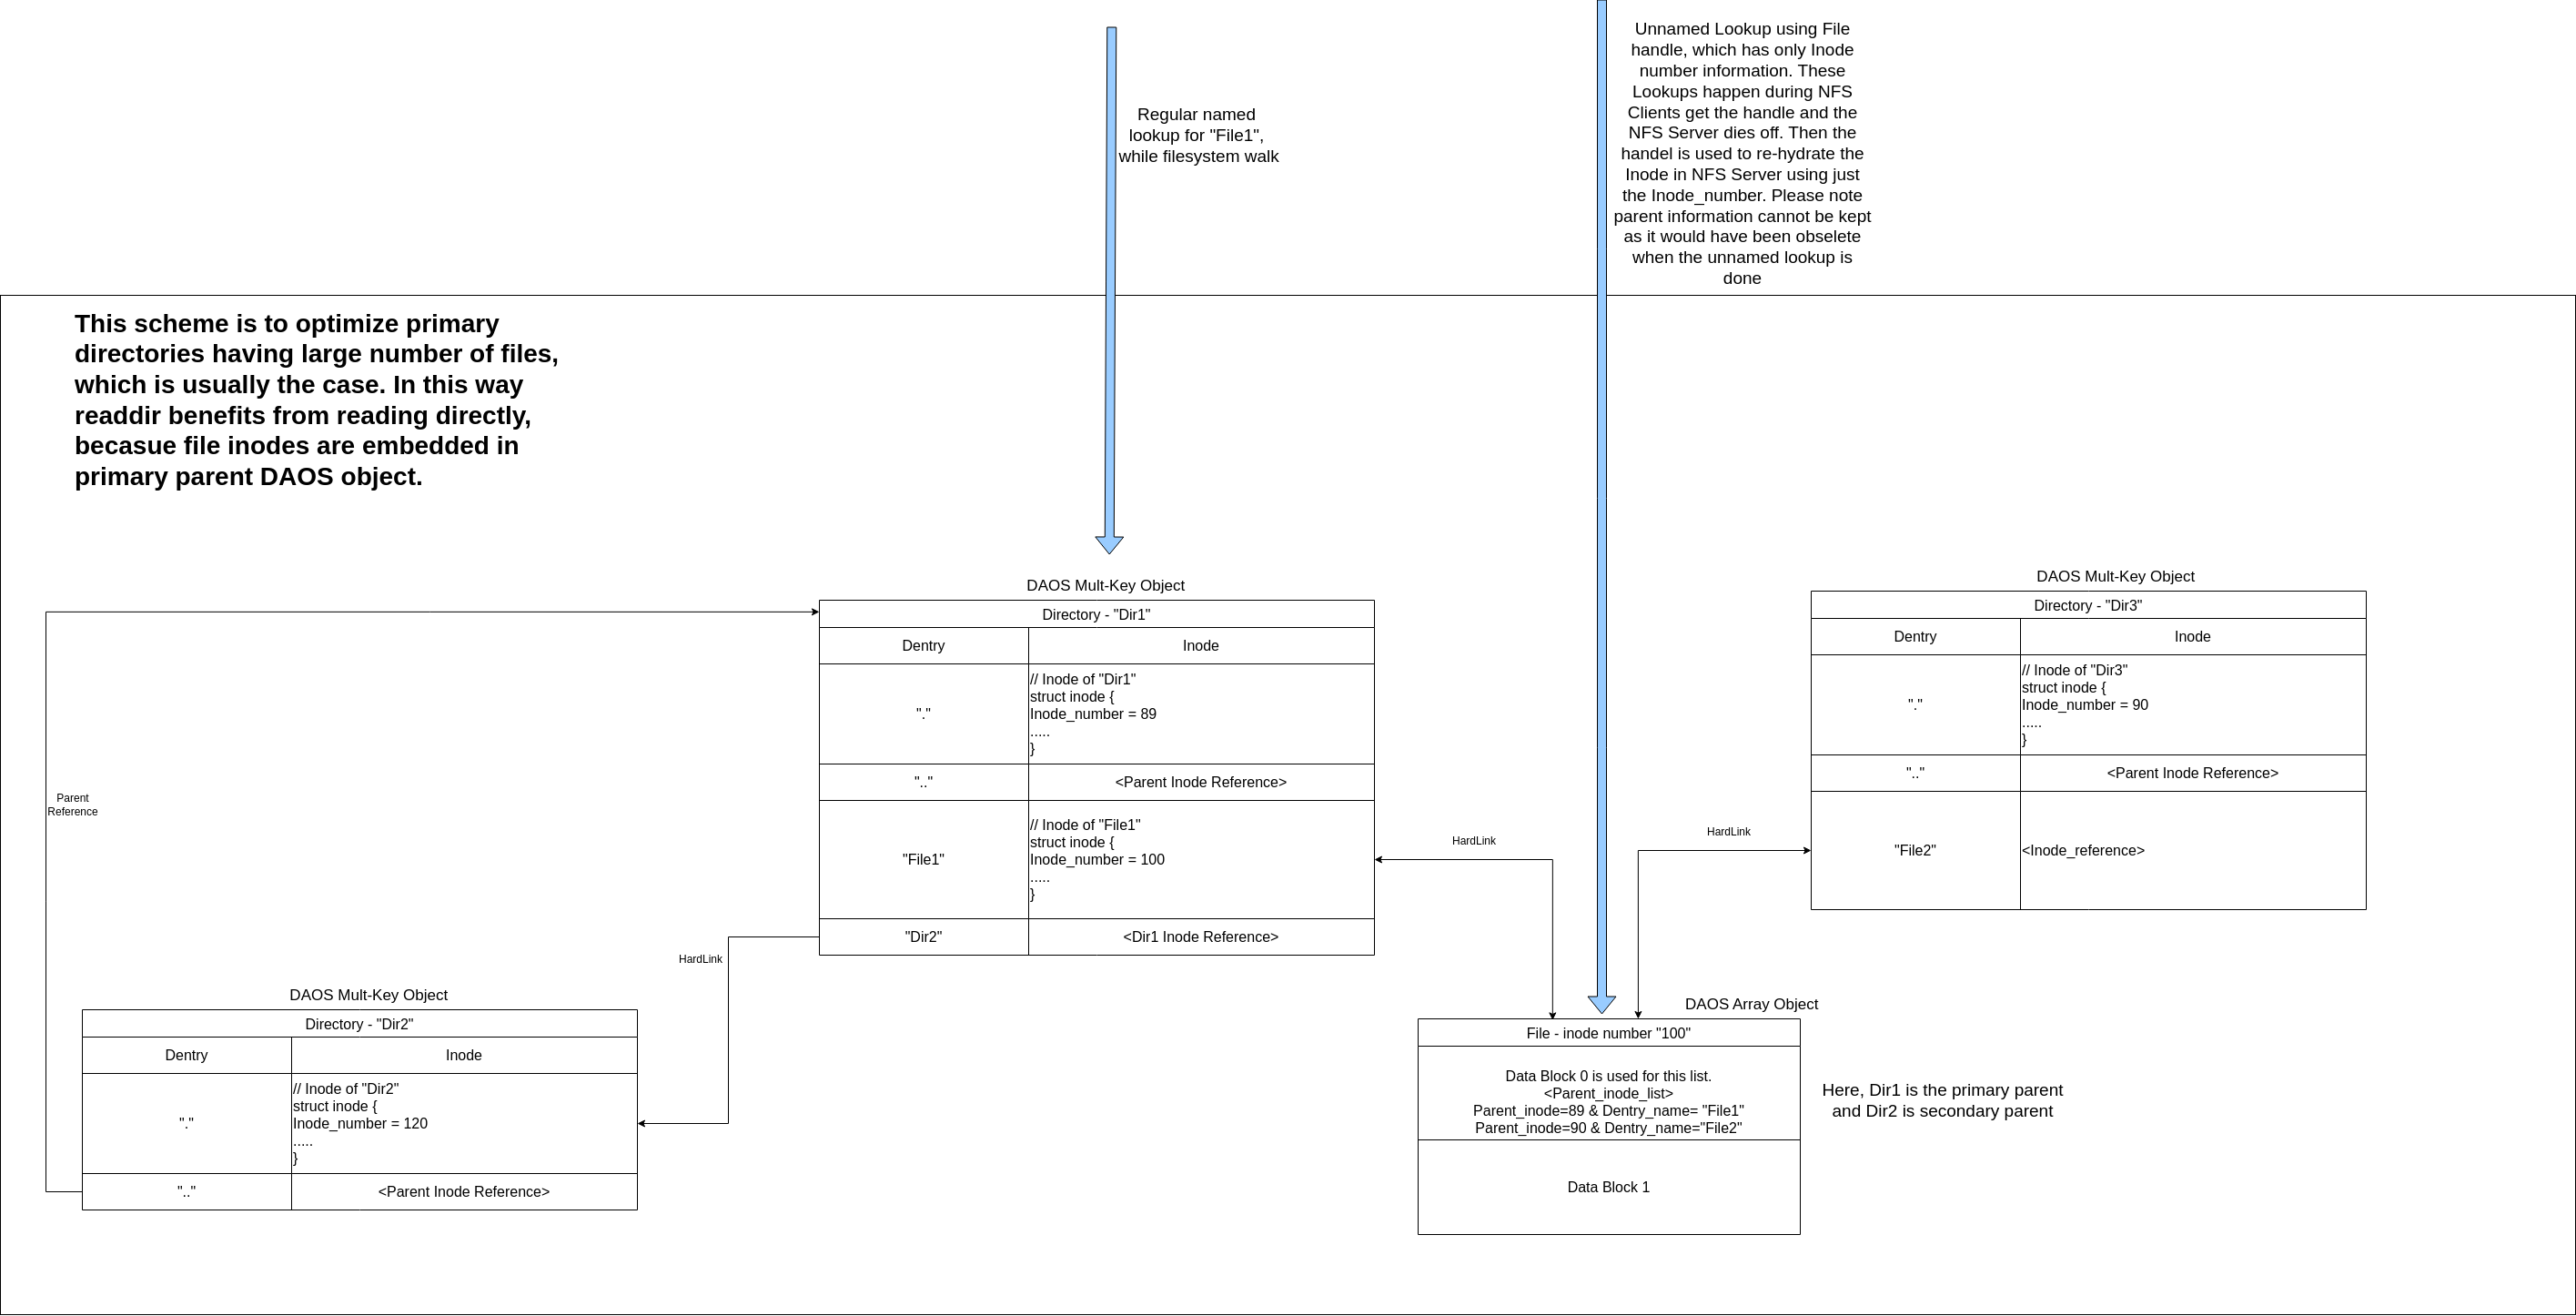 Regular named
lookup for "File1",
while filesystem walk
Unnamed Lookup using File
handle, which has only Inode
number information. These
Lookups happen during NFS
Clients get the handle and the
NFS Server dies off. Then the
handel is used to re-hydrate the
Inode in NFS Server using just
the Inode_number. Please note
parent information cannot be kept
as it would have been obselete
when the unnamed lookup is
done
This scheme is to optimize primary
directories having large number of files,
which is usually the case. In this way
readdir benefits from reading directly,
becasue file inodes are embedded in
primary parent DAOS object.
DAOS Mult-Key Object
Directory - "Dir1"
Dentry
Inode
"."
// Inode of "Dir1"
struct inode {
Inode_number = 89
.....
}
".."
<Parent Inode Reference>
"File1"
// Inode of "File1"
struct inode {
Inode_number = 100
.....
}
"Dir2"
<Dir1 Inode Reference>
DAOS Mult-Key Object
Directory - "Dir3"
Dentry
Inode
"."
// Inode of "Dir3"
struct inode {
Inode_number = 90
.....
}
".."
<Parent Inode Reference>
"File2"
<Inode_reference>
Parent
Reference
HardLink
HardLink
HardLink
DAOS Mult-Key Object
Directory - "Dir2"
Dentry
Inode
"."
// Inode of "Dir2"
struct inode {
Inode_number = 120
.....
}
".."
<Parent Inode Reference>
DAOS Array Object
File - inode number "100"
Data Block 0 is used for this list.
<Parent_inode_list>
Parent_inode=89 & Dentry_name= "File1"
Parent_inode=90 & Dentry_name="File2"
Data Block 1
Here, Dir1 is the primary parent
and Dir2 is secondary parent